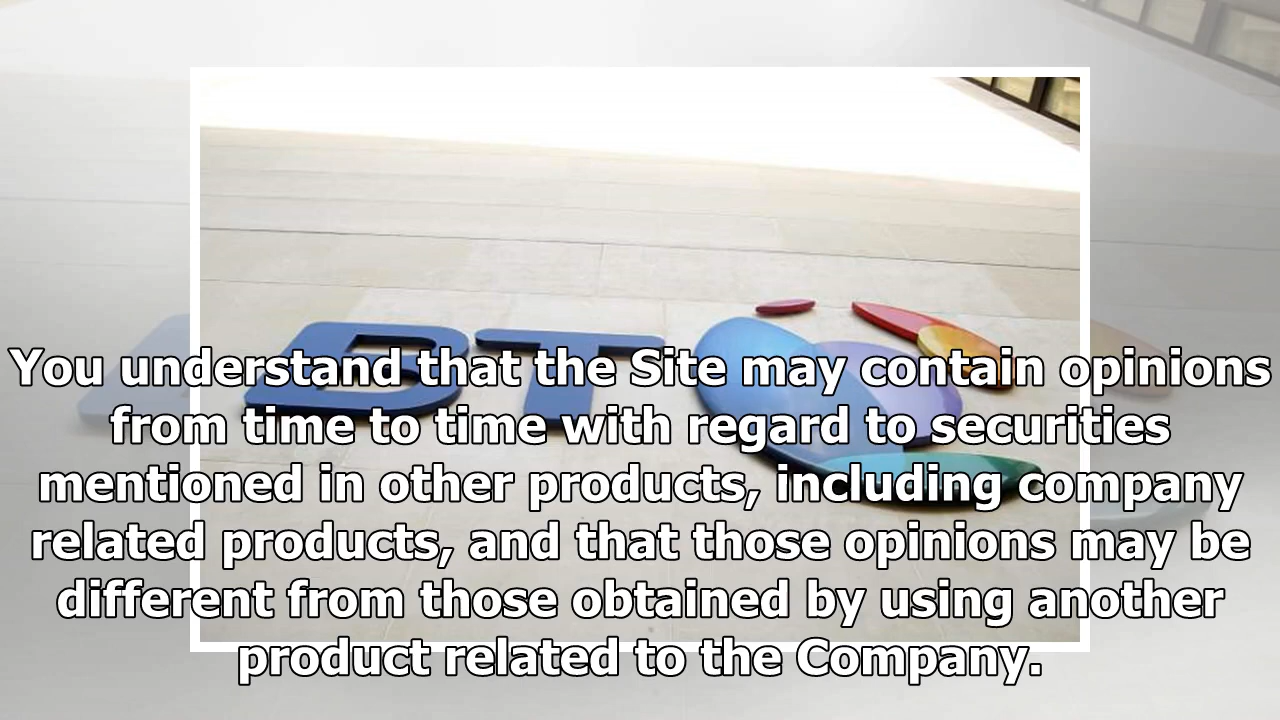 BT
You understand that the Site may contain opinions
from time to time with regard to securities
mentioned in other products, including company
related products, and that those opinions may be
different from those obtained by using another
product related to the Company.